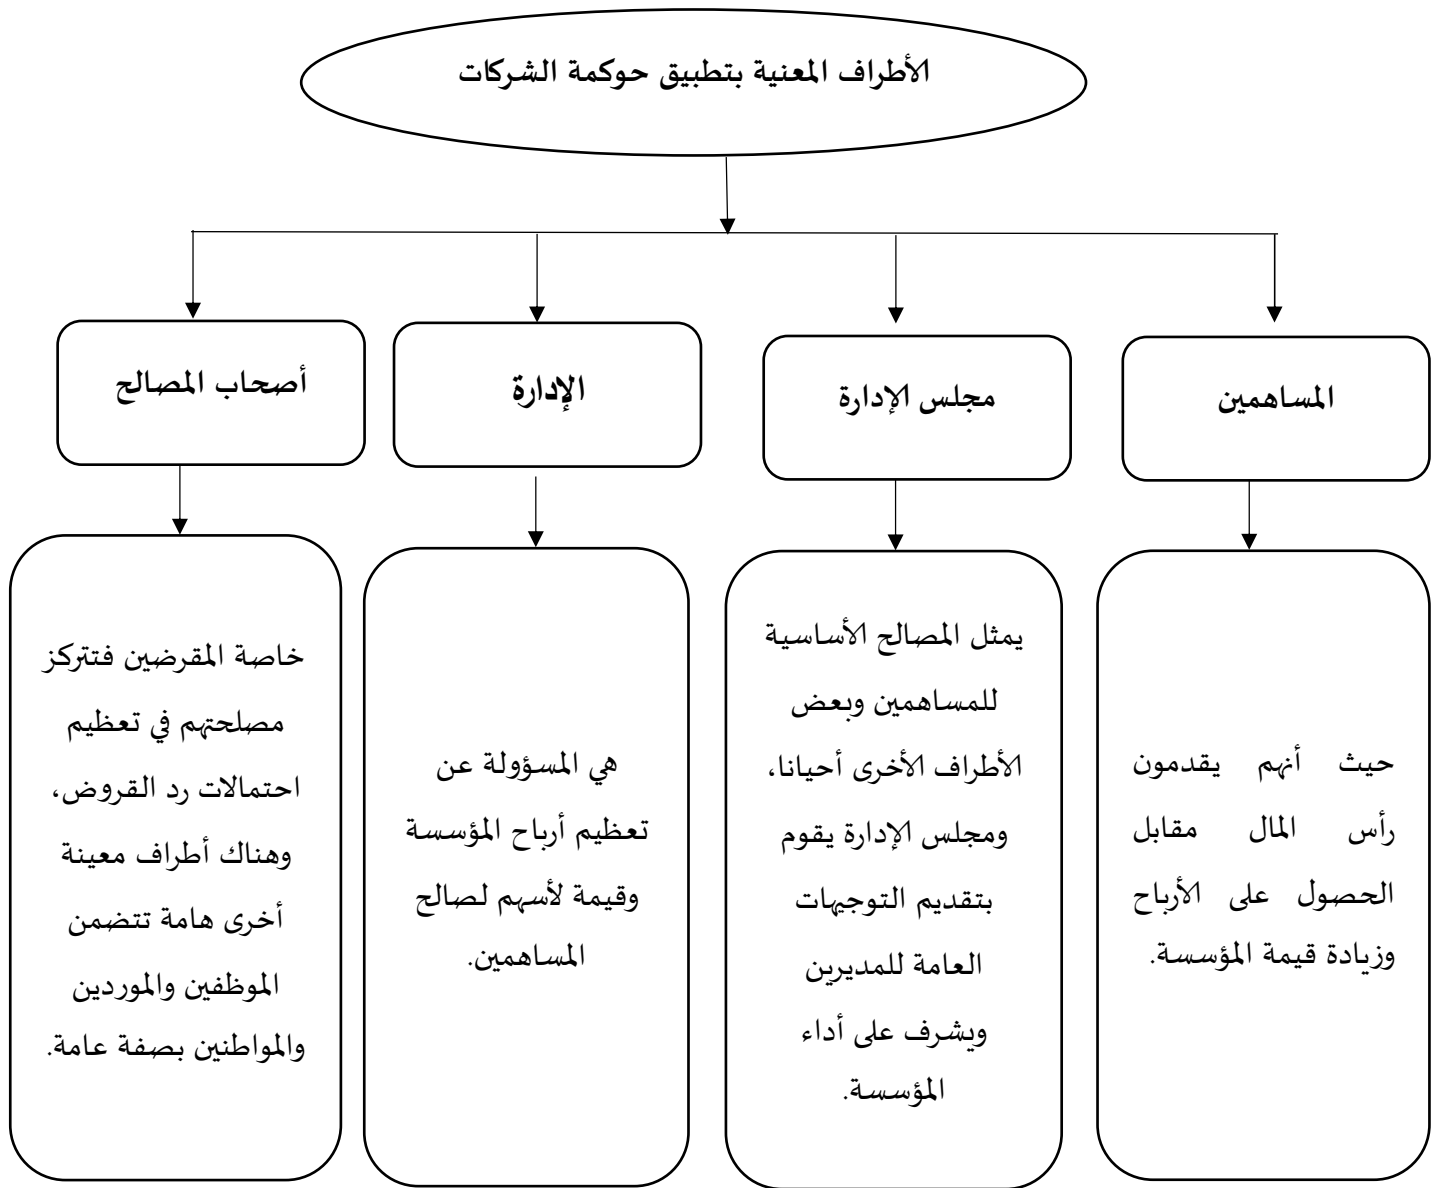 الأطراف المعنية بتطبيق حوكمة الشركات
المساهمين
مجلس الإدارة
الإدارة
أصحاب المصالح
حيث أنهم يقدمون
رأس المال مقابل
الحصول على الأرباح
وزيادة قيمة المؤسسة.
يمثل المصالح الأساسية
للمساهمين وبعض
الأطراف الأخرى أحيانا،
ومجلس الإدارة يقوم
بتقديم التوجيهات
العامة للمديرين
ويشرف على أداء
المؤسسة.
هي المسؤولة عن
تعظيم أرباح المؤسسة
وقيمة لأسهم لصالح
المساهمين.
خاصة المقرضين فتتركز
مصلحتهم في تعظيم
احتمالات رد القروض،
وهناك أطراف معينة
أخرى هامة تتضمن
الموظفين والموردين
والمواطنين بصفة عامة.